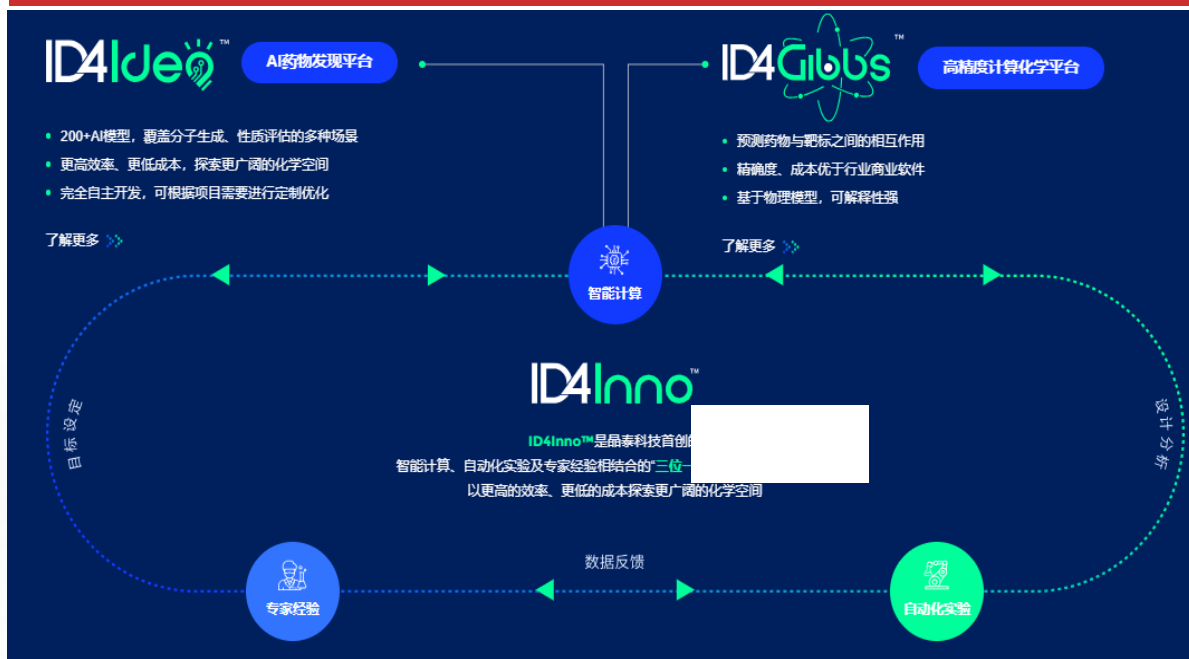 ID4Idea™
AI药物发现平台
200+AI模型，覆盖分子生成、性质评估的多种场景
更高效率、更低成本，探索更广阔的化学空间
完全自主开发，可根据项目需要进行定制优化
了解更多
ID4Gibbs™
高精度计算化学平台
预测药物与靶标之间的相互作用
精确度、成本优于行业商业软件
基于物理模型，可解释性强
了解更多
智能计算
目标设定
ID4Inno™
ID4Inno™是晶泰科技首创
智能计算、自动化实验及专家经验相结合的“三位一
以更高的效率、更低的成本探索更广阔的化学空间
设计分析
数据反馈
专家经验
自动化实验